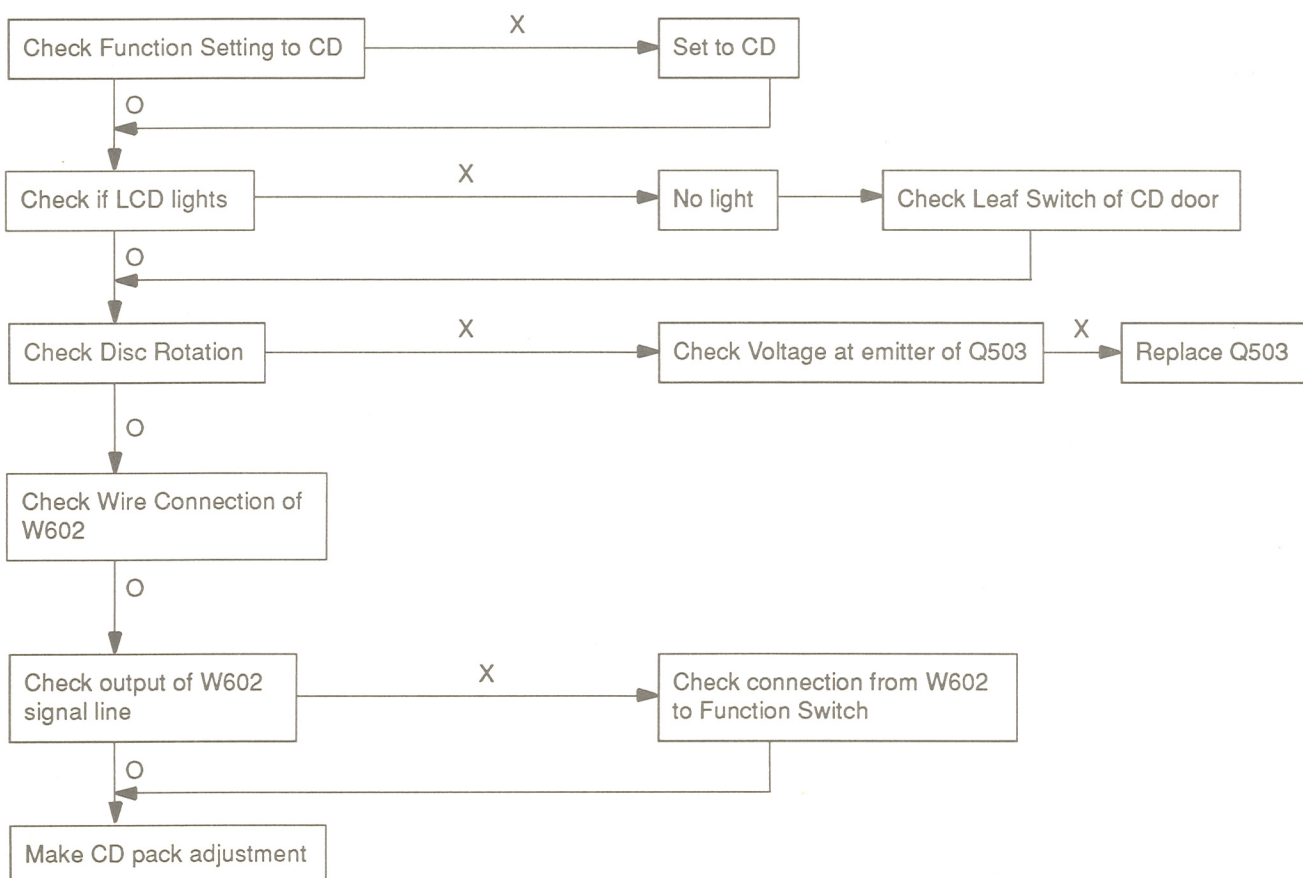 Check Function Setting to CD
X
Set to CD
O
Check if LCD lights
X
No light
Check Leaf Switch of CD door
O
Check Disc Rotation
X
Check Voltage at emitter of Q503
X
Replace Q503
O
Check Wire Connection of
W602
O
Check output of W602
signal line
X
Check connection from W602
to Function Switch
O
Make CD pack adjustment